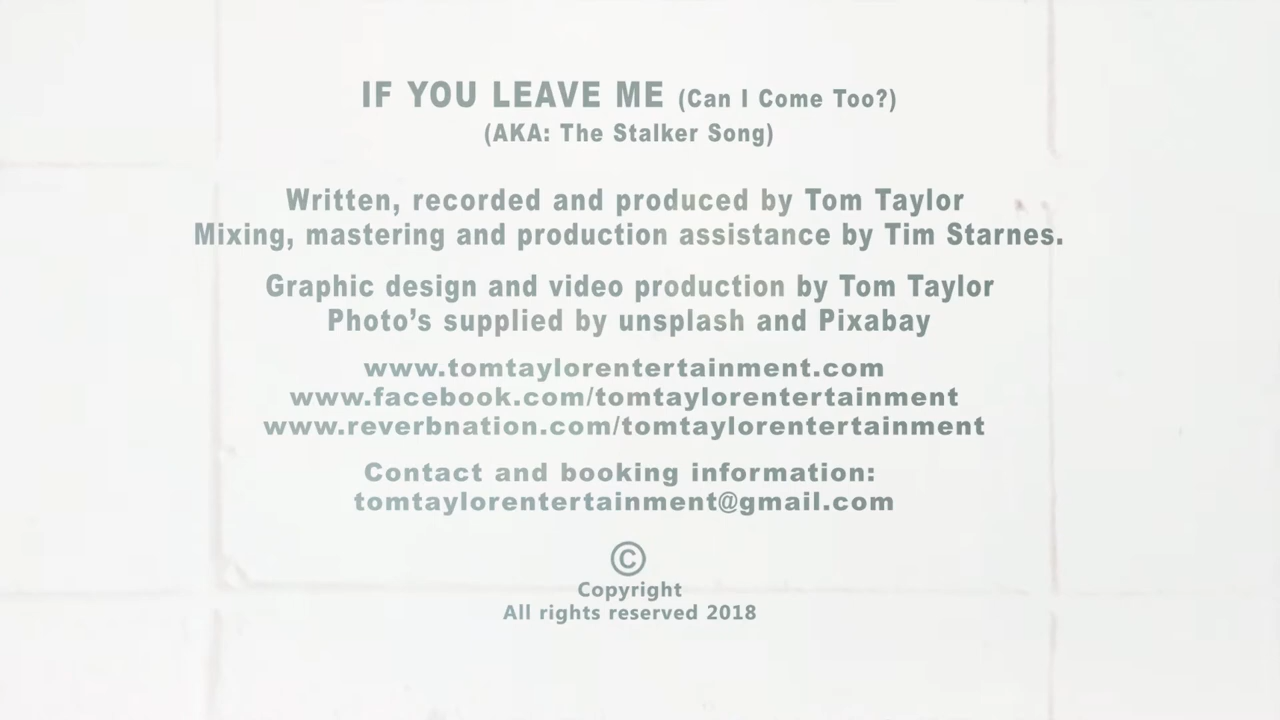 IF YOU LEAVE ME (Can I Come Too?)
(AKA: The Stalker Song)
Written, recorded and produced by Tom Taylor
Mixing, mastering and production assistance by Tim Starnes.
Graphic design and video production by Tom Taylor
Photo’s supplied by unsplash and Pixabay
www.tomtaylorentertainment.com
www.facebook.com/tomtaylorentertainment
www.reverbnation.com/tomtaylorentertainment
Contact and booking information:
tomtaylorentertainment@gmail.com
©
Copyright
All rights reserved 2018